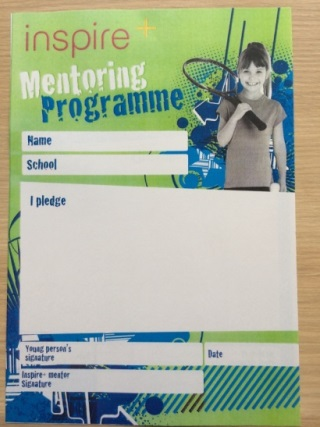 inspire+
Mentoring
Programme
Name
School
I pledge
Young person's
signature
Date
Inspire+ mentor
Signature